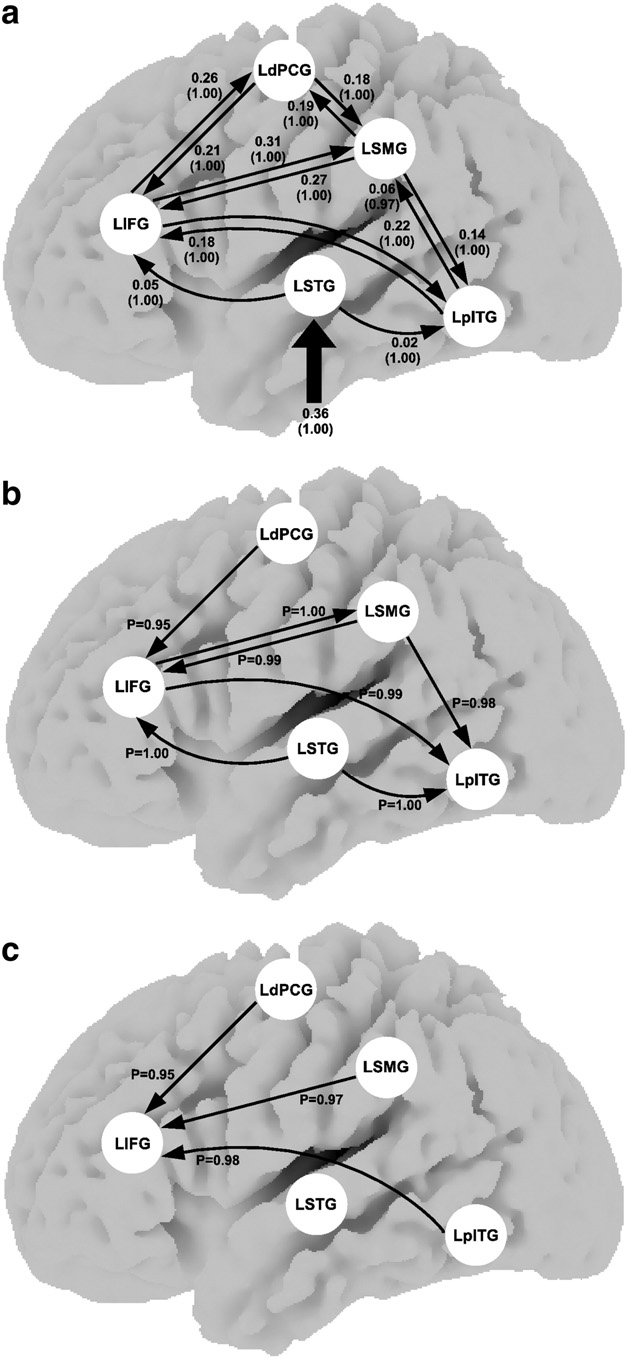 a
LdPCG
0.26
(1.00)
0.18
(1.00)
0.19
(1.00)
0.21
(1.00)
0.31
(1.00)
LSMG
0.27
(1.00)
0.06
(0.97)
LIFG
0.18
(1.00)
0.22
(1.00)
0.14
(1.00)
0.05
(1.00)
LSTG
LpITG
0.02
(1.00)
0.36
(1.00)
b
LdPCG
P=0.95
P=1.00
LSMG
P=0.99
LIFG
P=0.99
P=0.98
P=1.00
LSTG
LpITG
P=1.00
c
LdPCG
P=0.95
LSMG
P=0.97
LIFG
P=0.98
LSTG
LpITG